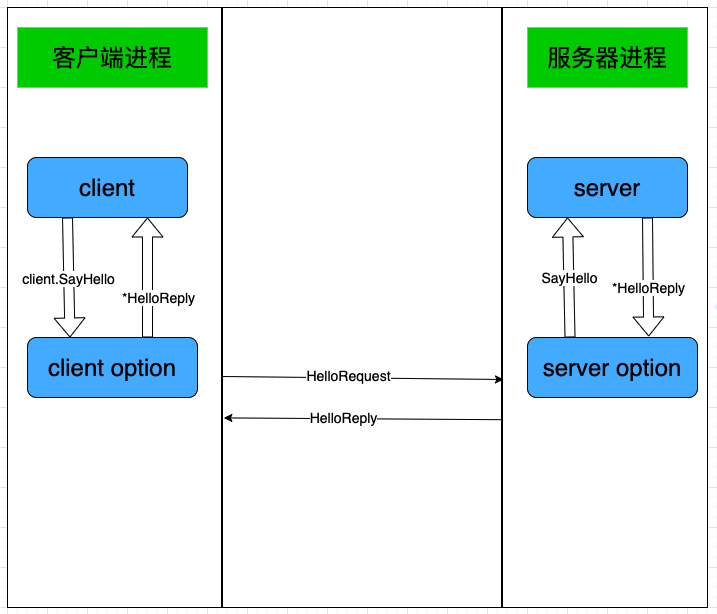 客户端进程
服务器进程
client
server
client.SayHello
*HelloReply
SayHello
*HelloReply
client option
HelloRequest
HelloReply
server option